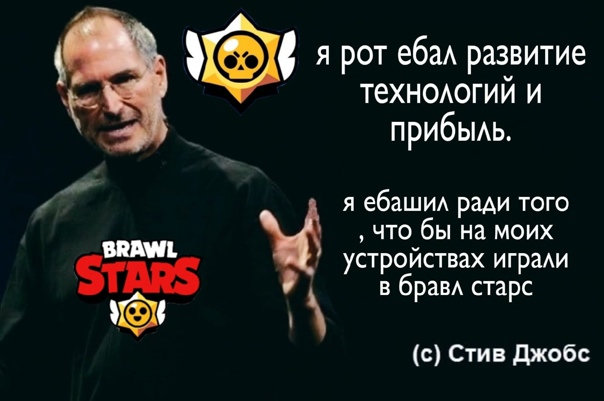 я рот ебал развитие
технологий и
прибыль.
я ебашил ради того
, что бы на моих
устройствах играли
в бравл старс
BRAWL
STARS
(с) Стив Джобс